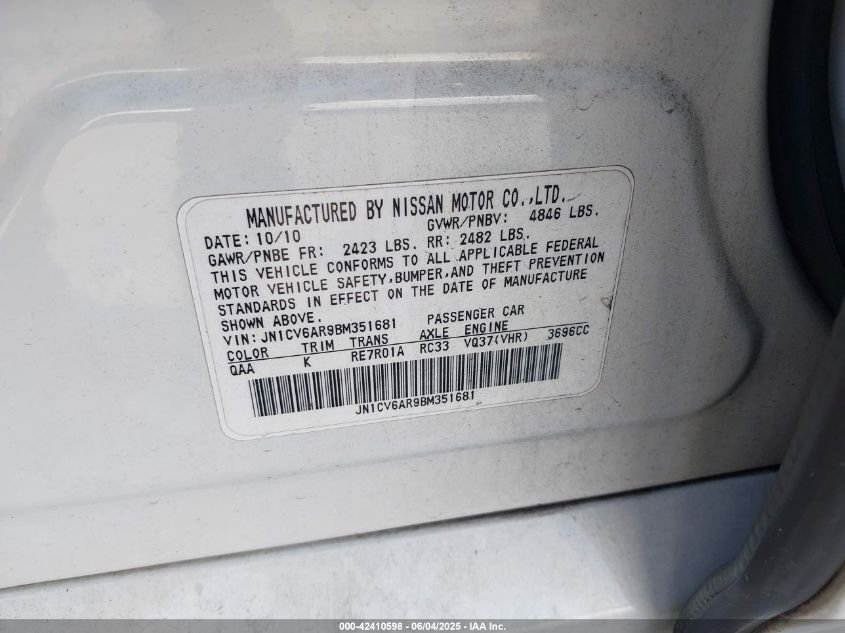 MANUFACTURED BY NISSAN MOTOR CO.,LTD.
DATE: 10/10 GVWR/PNBV: 4846 LBS.
GAWR/PNBE FR: 2423 LBS. RR: 2482 LBS.
THIS VEHICLE CONFORMS TO ALL APPLICABLE FEDERAL
MOTOR VEHICLE SAFETY,BUMPER,AND THEFT PREVENTION
STANDARDS IN EFFECT ON THE DATE OF MANUFACTURE
SHOWN ABOVE.
VIN: JN1CV6AR9BM351681 PASSENGER CAR
COLOR TRIM TRANS AXLE ENGINE
QAA K RE7R01A RC33 VQ37(VHR) 3696CC
JN1CV6AR9BM351681
000-42410598 - 06/04/2025 - IAA Inc.